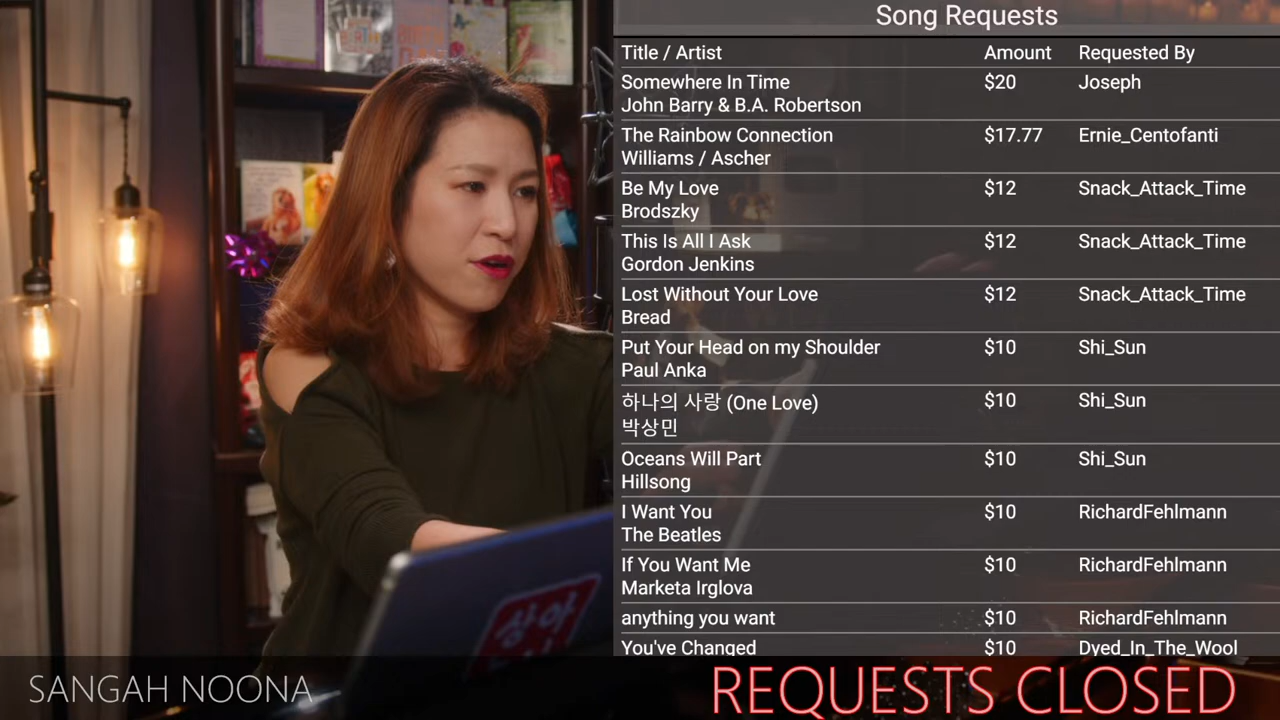 Song Requests
Title / Artist Amount Requested By
Somewhere In Time $20 Joseph
John Barry & B.A. Robertson
The Rainbow Connection $17.77 Ernie_Centofanti
Williams / Ascher
Be My Love $12 Snack_Attack_Time
Brodszky
This Is All I Ask $12 Snack_Attack_Time
Gordon Jenkins
Lost Without Your Love $12 Snack_Attack_Time
Bread
Put Your Head on my Shoulder $10 Shi_Sun
Paul Anka
하나의 사랑 (One Love) $10 Shi_Sun
박상민
Oceans Will Part $10 Shi_Sun
Hillsong
I Want You $10 RichardFehlmann
The Beatles
If You Want Me $10 RichardFehlmann
Marketa Irglova
anything you want $10 RichardFehlmann
You've Changed $10 Dyed_In_The_Wool
상아
SANGAH NOONA
REQUESTS CLOSED